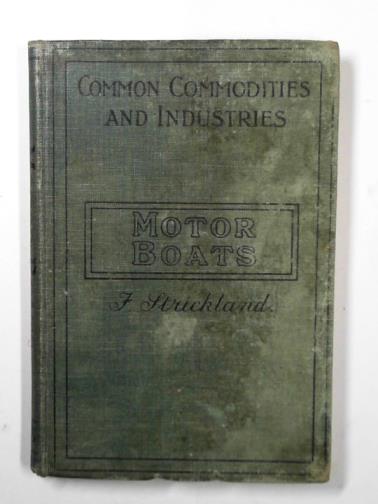 COMMON COMMODITIES
AND INDUSTRIES
MOTOR
BOATS
F Strickland.